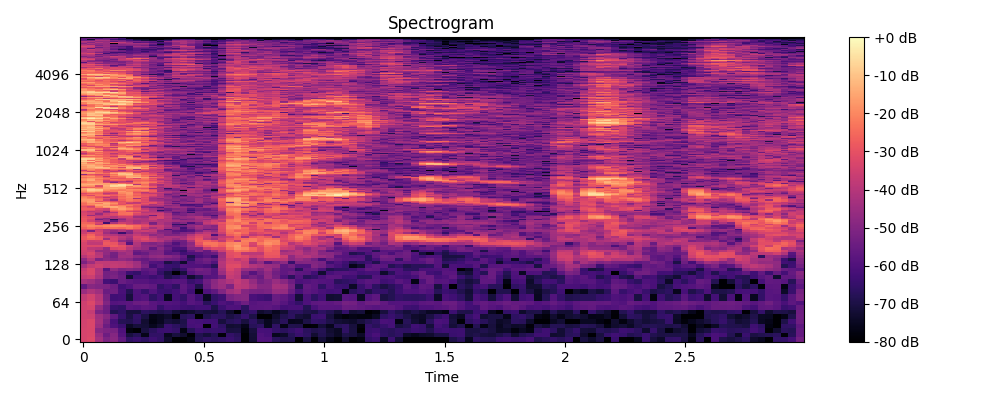 Spectrogram
Hz
4096
2048
1024
512
256
128
64
0
0
0.5
1
1.5
2
2.5
Time
+0 dB
-10 dB
-20 dB
-30 dB
-40 dB
-50 dB
-60 dB
-70 dB
-80 dB